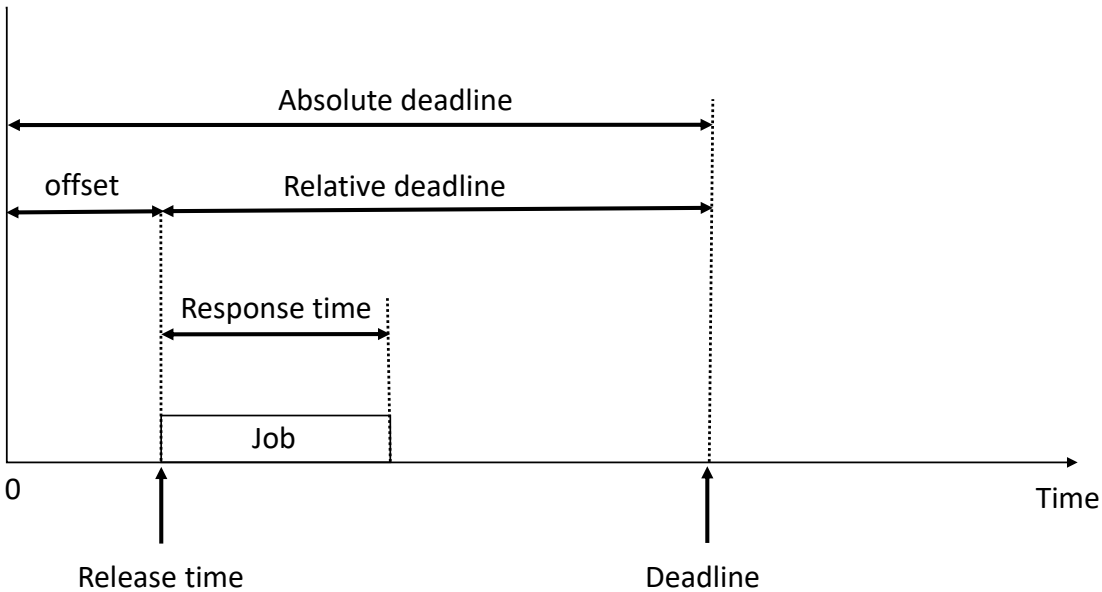 Absolute deadline
offset
Relative deadline
Response time
Job
0
Time
Release time
Deadline